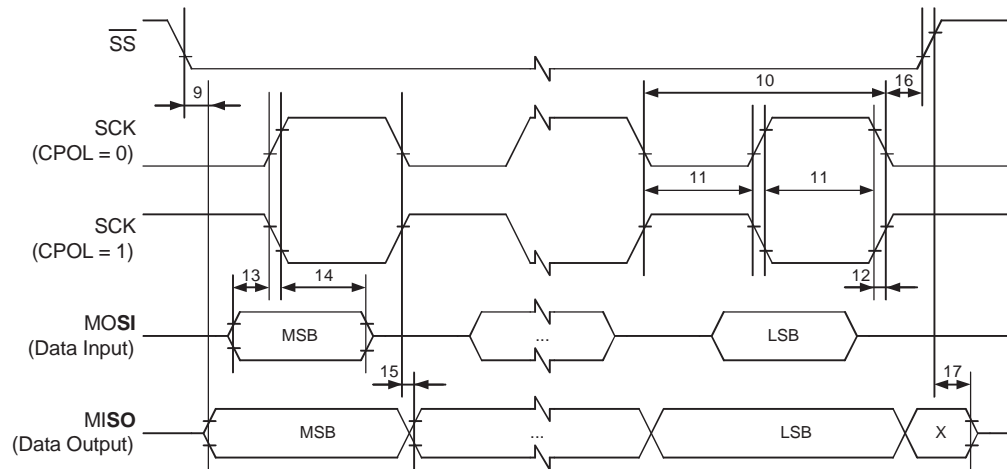 SS
10
9
16
SCK
(CPOL = 0)
11
11
SCK
(CPOL = 1)
13
14
12
MOSI
(Data Input)
MSB
...
LSB
15
17
MISO
(Data Output)
MSB
...
LSB
X